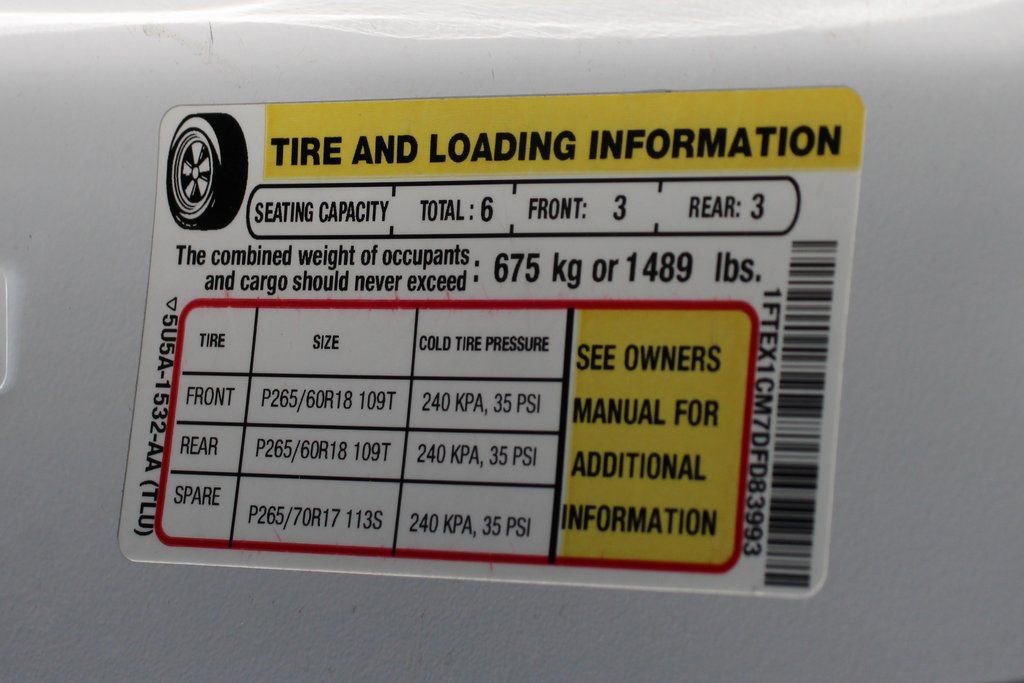 TIRE AND LOADING INFORMATION
SEATING CAPACITY TOTAL : 6 FRONT: 3 REAR: 3
The combined weight of occupants
and cargo should never exceed : 675 kg or 1489 lbs.
TIRE SIZE COLD TIRE PRESSURE
FRONT P265/60R18 109T 240 KPA, 35 PSI
REAR P265/60R18 109T 240 KPA, 35 PSI
SPARE P265/70R17 113S 240 KPA, 35 PSI
SEE OWNERS
MANUAL FOR
ADDITIONAL
INFORMATION
5U5A-1532-AA (TLU)
1FTEX1CM7DFD83993